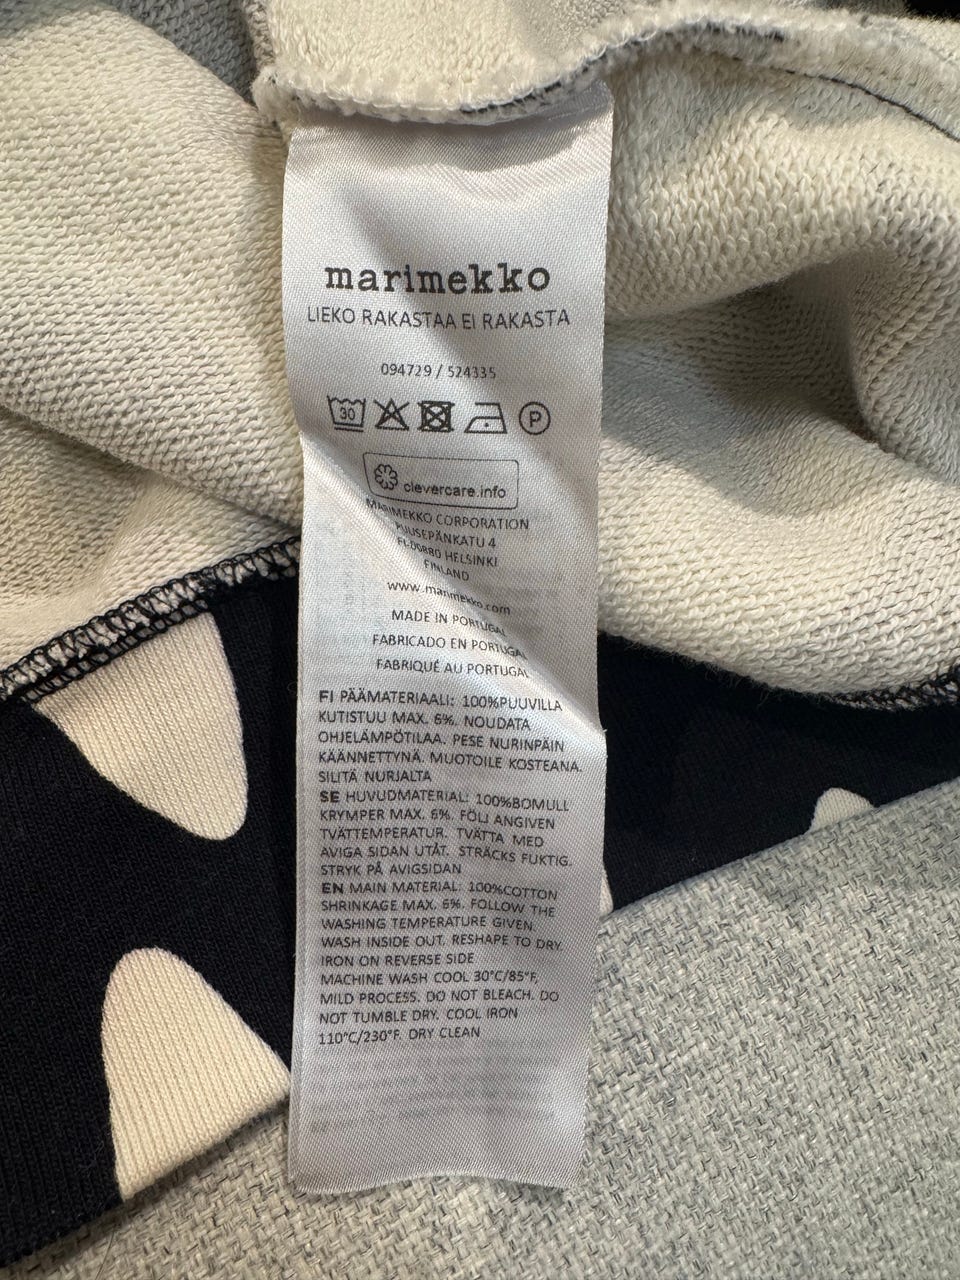 marimekko
LIEKO RAKASTAA EI RAKASTA
094729 / 524335
30
P
clevercare.info
MARIMEKKO CORPORATION
PUUSEPÄNKATU 4
FI-00880 HELSINKI
FINLAND
www.marimekko.com
MADE IN PORTUGAL
FABRICADO EN PORTUGAL
FABRIQUÉ AU PORTUGAL
FI PÄÄMATERIAALI: 100%PUUVILLA
KUTISTUU MAX. 6%. NOUDATA
OHJELÄMPÖTILAA. PESE NURINPÄIN
KÄÄNNETTYNÄ. MUOTOILE KOSTEANA.
SILITÄ NURJALTA
SE HUVUDMATERIAL: 100%BOMULL
KRYMPER MAX. 6%. FÖLJ ANGIVEN
TVÄTTEMPERATUR. TVÄTTA MED
AVIGA SIDAN UTÅT. STRÄCKS FUKTIG.
STRYK PÅ AVIGSIDAN
EN MAIN MATERIAL: 100%COTTON
SHRINKAGE MAX. 6%. FOLLOW THE
WASHING TEMPERATURE GIVEN.
WASH INSIDE OUT. RESHAPE TO DRY.
IRON ON REVERSE SIDE
MACHINE WASH COOL 30°C/85°F,
MILD PROCESS. DO NOT BLEACH. DO
NOT TUMBLE DRY. COOL IRON
110°C/230°F. DRY CLEAN